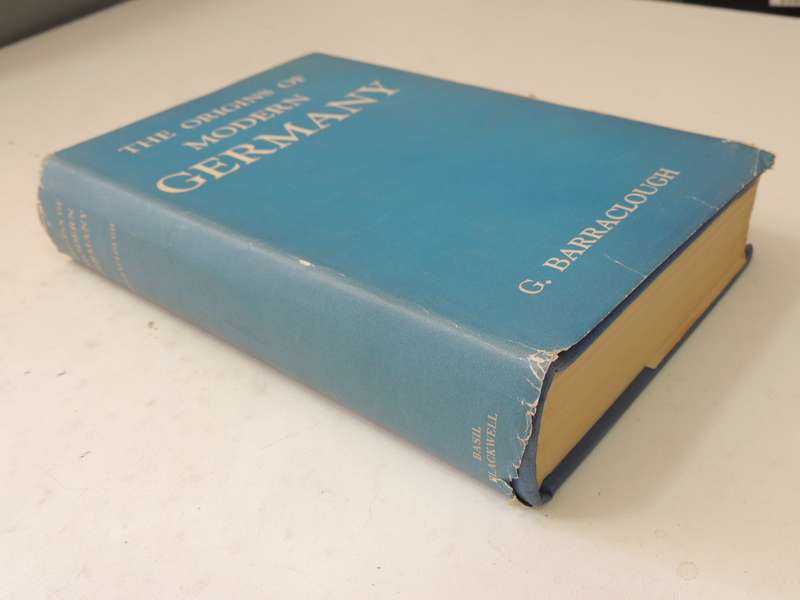 THE ORIGINS OF
MODERN
GERMANY
G. BARRACLOUGH
BASIL
BLACKWELL